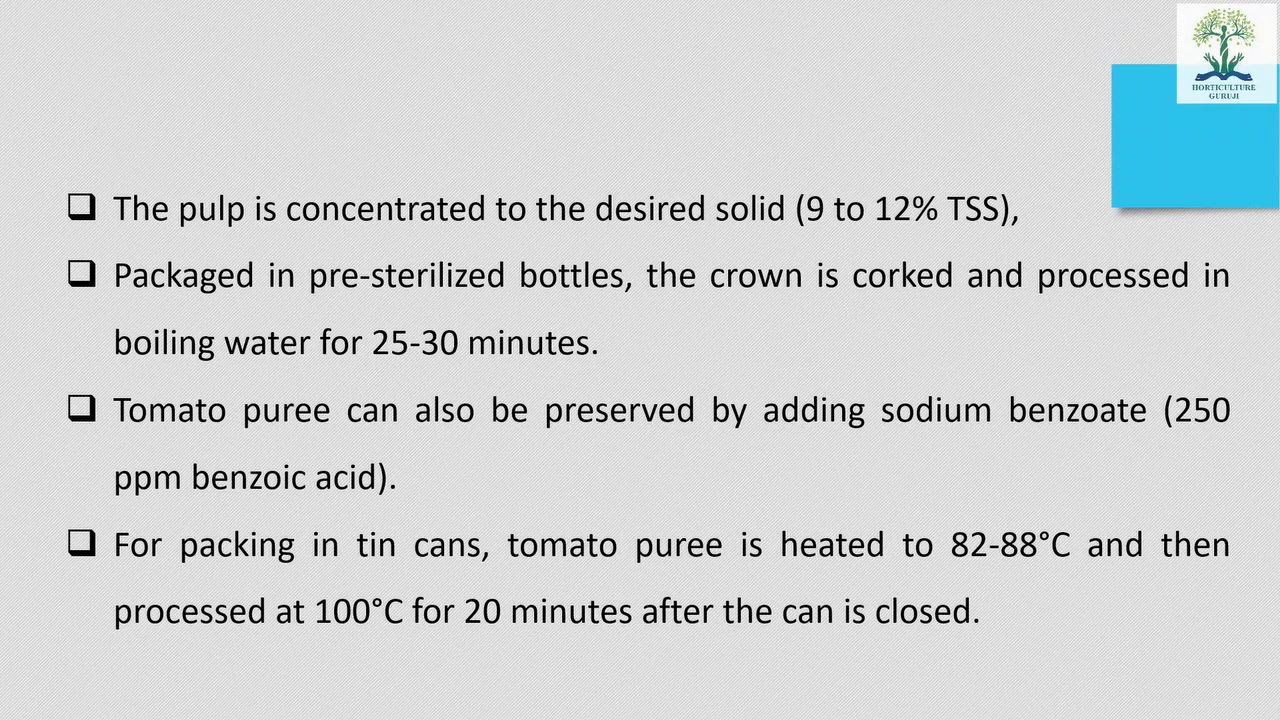 HORTICULTURE
GURUJI
❑ The pulp is concentrated to the desired solid (9 to 12% TSS),
❑ Packaged in pre-sterilized bottles, the crown is corked and processed in
boiling water for 25-30 minutes.
❑ Tomato puree can also be preserved by adding sodium benzoate (250
ppm benzoic acid).
❑ For packing in tin cans, tomato puree is heated to 82-88°C and then
processed at 100°C for 20 minutes after the can is closed.